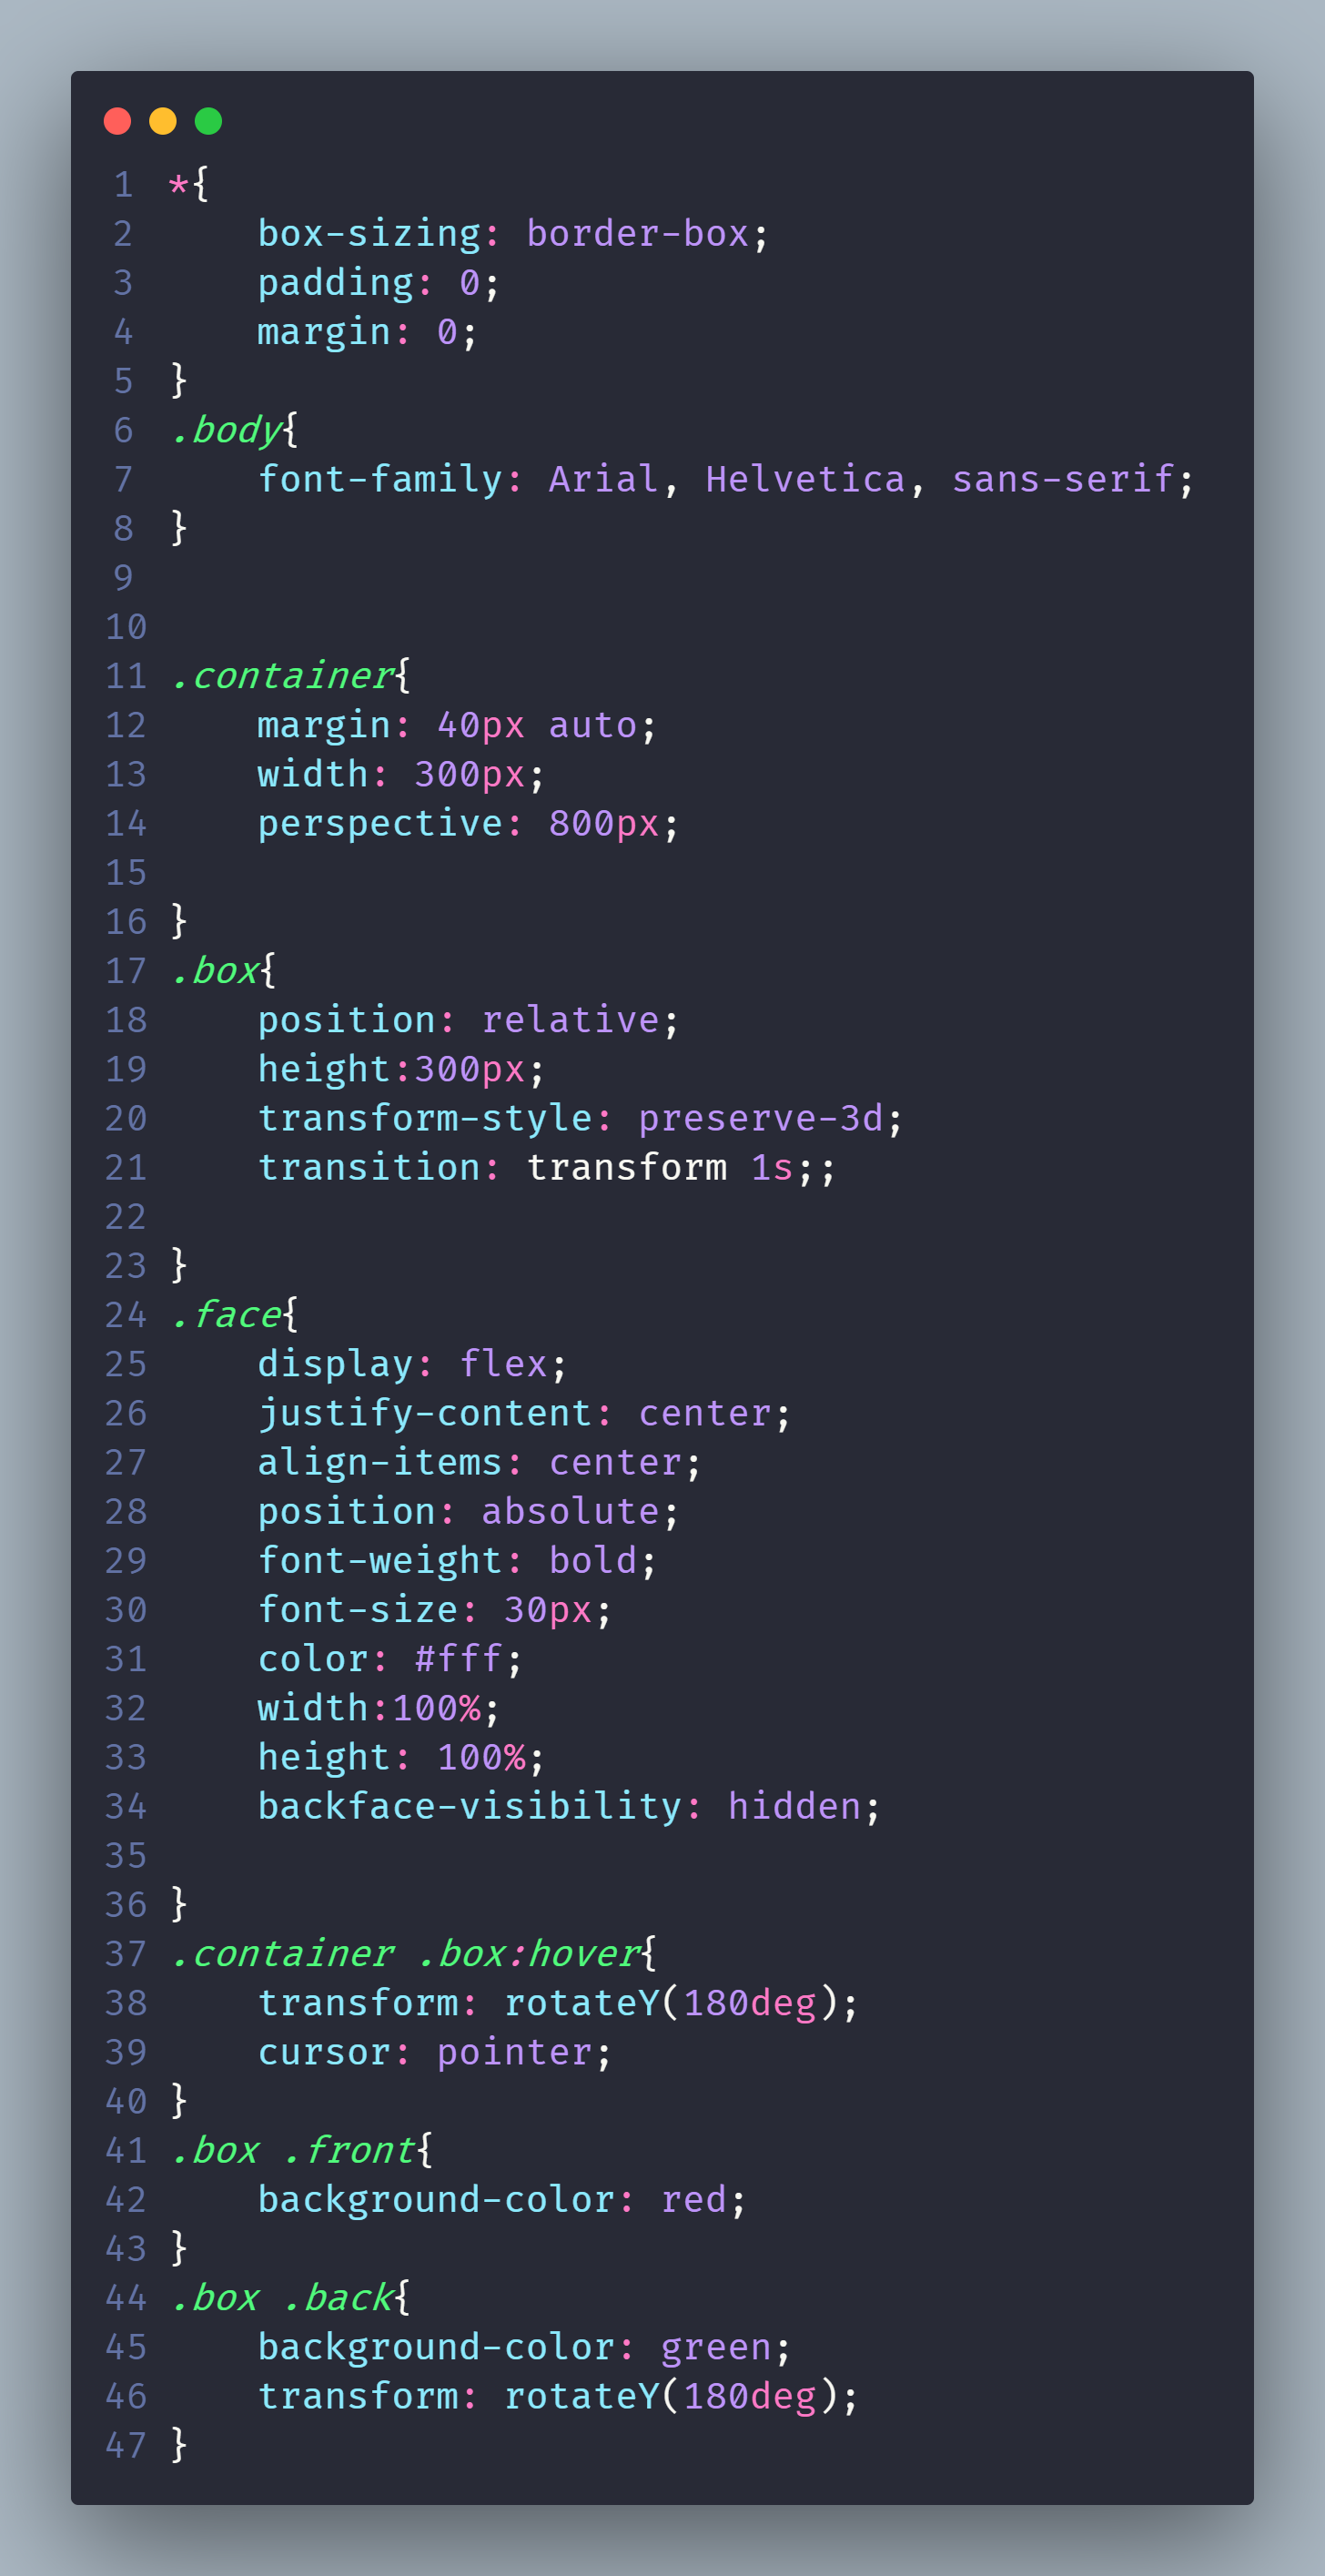 1 *{
2     box-sizing: border-box;
3     padding: 0;
4     margin: 0;
5 }
6 .body{
7     font-family: Arial, Helvetica, sans-serif;
8 }
9
10
11 .container{
12     margin: 40px auto;
13     width: 300px;
14     perspective: 800px;
15
16 }
17 .box{
18     position: relative;
19     height:300px;
20     transform-style: preserve-3d;
21     transition: transform 1s;;
22
23 }
24 .face{
25     display: flex;
26     justify-content: center;
27     align-items: center;
28     position: absolute;
29     font-weight: bold;
30     font-size: 30px;
31     color: #fff;
32     width:100%;
33     height: 100%;
34     backface-visibility: hidden;
35
36 }
37 .container .box:hover{
38     transform: rotateY(180deg);
39     cursor: pointer;
40 }
41 .box .front{
42     background-color: red;
43 }
44 .box .back{
45     background-color: green;
46     transform: rotateY(180deg);
47 }